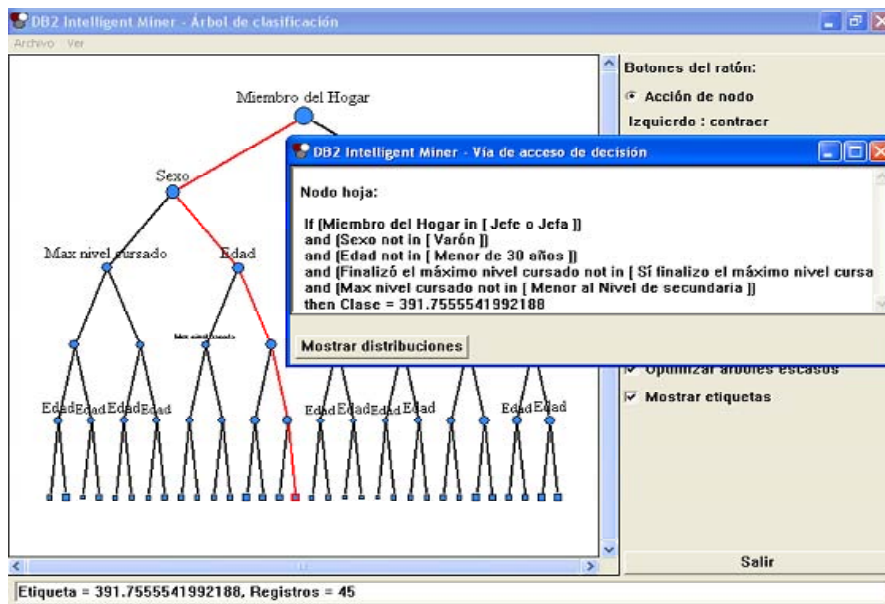 DB2 Intelligent Miner - Árbol de clasificación
Archivo Ver
Miembro del Hogar
Sexo
Max nivel cursado
Edad
Edad Edad Edad Edad
Edad Edad Edad Edad
Edad Edad
Botones del ratón:
Acción de nodo
Izquierdo : contraer
DB2 Intelligent Miner - Vía de acceso de decisión
Nodo hoja:
If (Miembro del Hogar in [ Jefe o Jefa ])
and (Sexo not in [ Varón ])
and (Edad not in [ Menor de 30 años ])
and (Finalizó el máximo nivel cursado not in [ Sí finalizo el máximo nivel cursa
and (Max nivel cursado not in [ Menor al Nivel de secundaria ])
then Clase = 391.7555541992188
Mostrar distribuciones
Optimizar árboles escasos
Mostrar etiquetas
Salir
Etiqueta = 391.7555541992188, Registros = 45